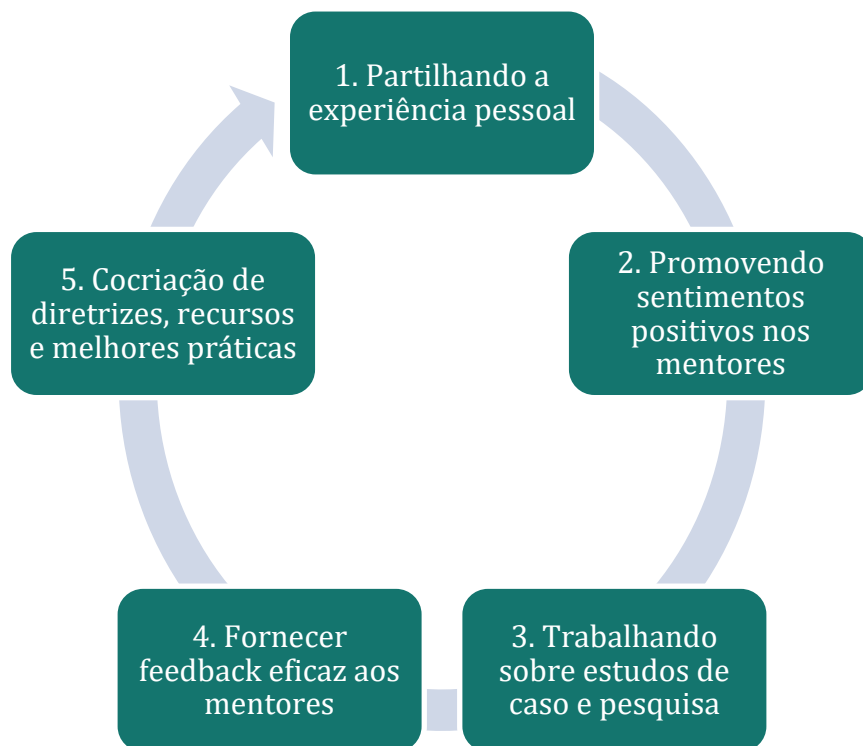 1. Partilhando a
experiência pessoal
2. Promovendo
sentimentos
positivos nos
mentores
3. Trabalhando
sobre estudos de
caso e pesquisa
4. Fornecer
feedback eficaz aos
mentores
5. Cocriação de
diretrizes, recursos
e melhores práticas